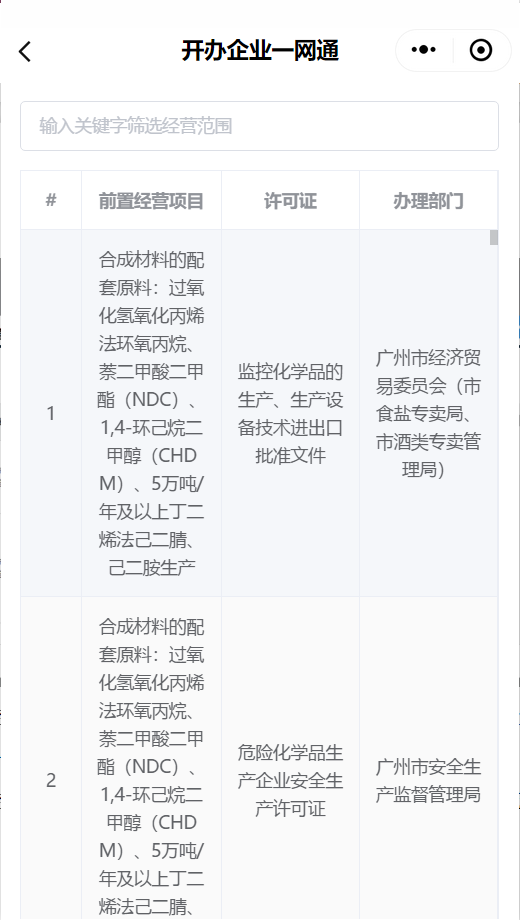 开办企业一网通
输入关键字筛选经营范围
# 前置经营项目 许可证 办理部门
1
合成材料的配
套原料：过氧
化氢氧化丙烯
法环氧丙烷、
萘二甲酸二甲
酯（NDC）、
1,4-环己烷二
甲醇（CHD
M）、5万吨/
年及以上丁二
烯法己二腈、
己二胺生产
监控化学品的
生产、生产设
备技术进出口
批准文件
广州市经济贸
易委员会（市
食盐专卖局、
市酒类专卖管
理局）
2
合成材料的配
套原料：过氧
化氢氧化丙烯
法环氧丙烷、
萘二甲酸二甲
酯（NDC）、
1,4-环己烷二
甲醇（CHD
M）、5万吨/
年及以上丁二
烯法己二腈、
危险化学品生
产企业安全生
产许可证
广州市安全生
产监督管理局